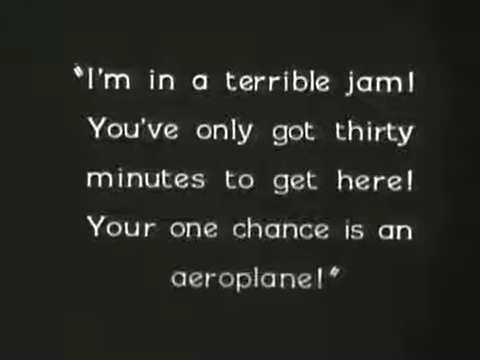 "I'm in a terrible jam!
You've only got thirty
minutes to get here!
Your one chance is an
aeroplane!"